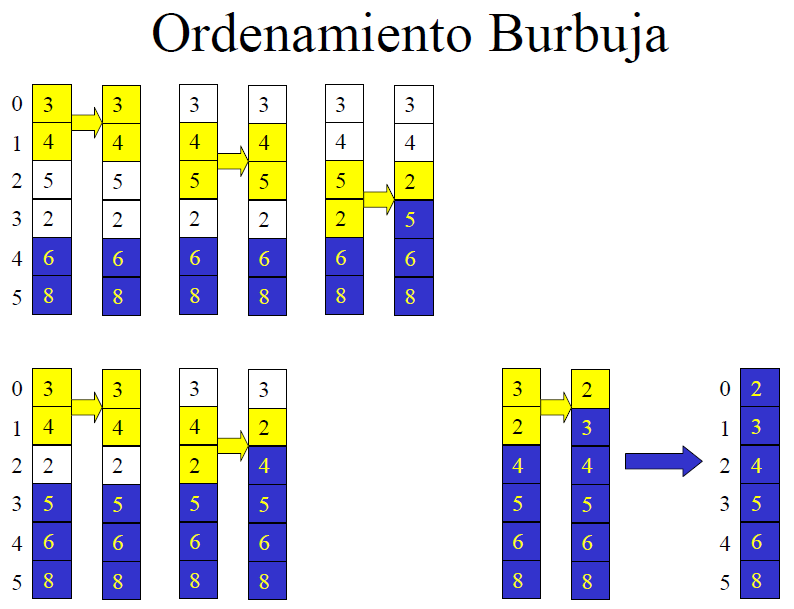 Ordenamiento Burbuja
0 3 3 3 3 3 3
1 4 4 4 4 4 4
2 5 5 5 5 5 2
3 2 2 2 2 2 5
4 6 6 6 6 6 6
5 8 8 8 8 8 8
0 3 3 3 3 3 2 0 2
1 4 4 4 2 2 3 1 3
2 2 2 2 4 4 4 2 4
3 5 5 5 5 5 5 3 5
4 6 6 6 6 6 6 4 6
5 8 8 8 8 8 8 5 8